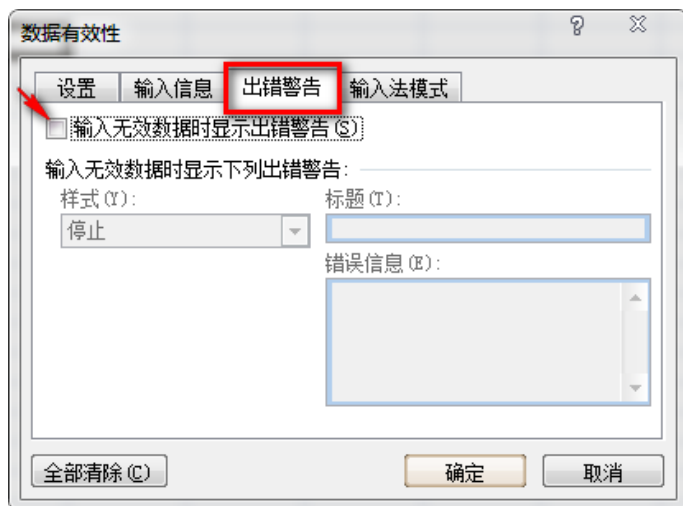 数据有效性
设置 输入信息 出错警告 输入法模式
输入无效数据时显示出错警告(S)
输入无效数据时显示下列出错警告:
样式(Y): 标题(T):
停止
错误信息(E):
全部清除(C) 确定 取消